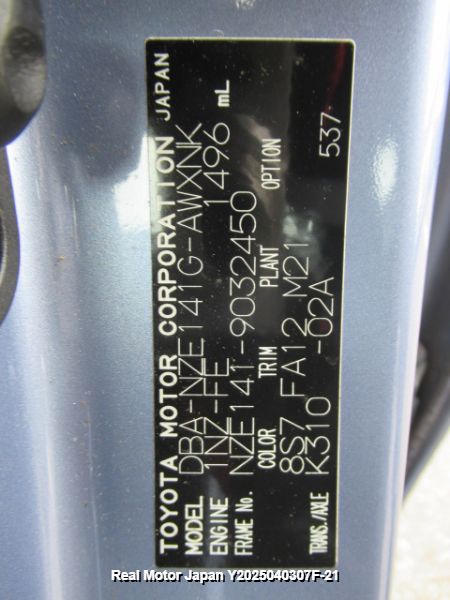 TOYOTA MOTOR CORPORATION JAPAN
MODEL DBA-NZE141G-AWXNK
ENGINE 1NZ-FE 1496 mL
FRAME No. NZE141-9032450
COLOR TRIM PLANT OPTION
8S7 FA12 M21
TRANS./AXLE K310 -02A 537
Real Motor Japan Y2025040307F-21